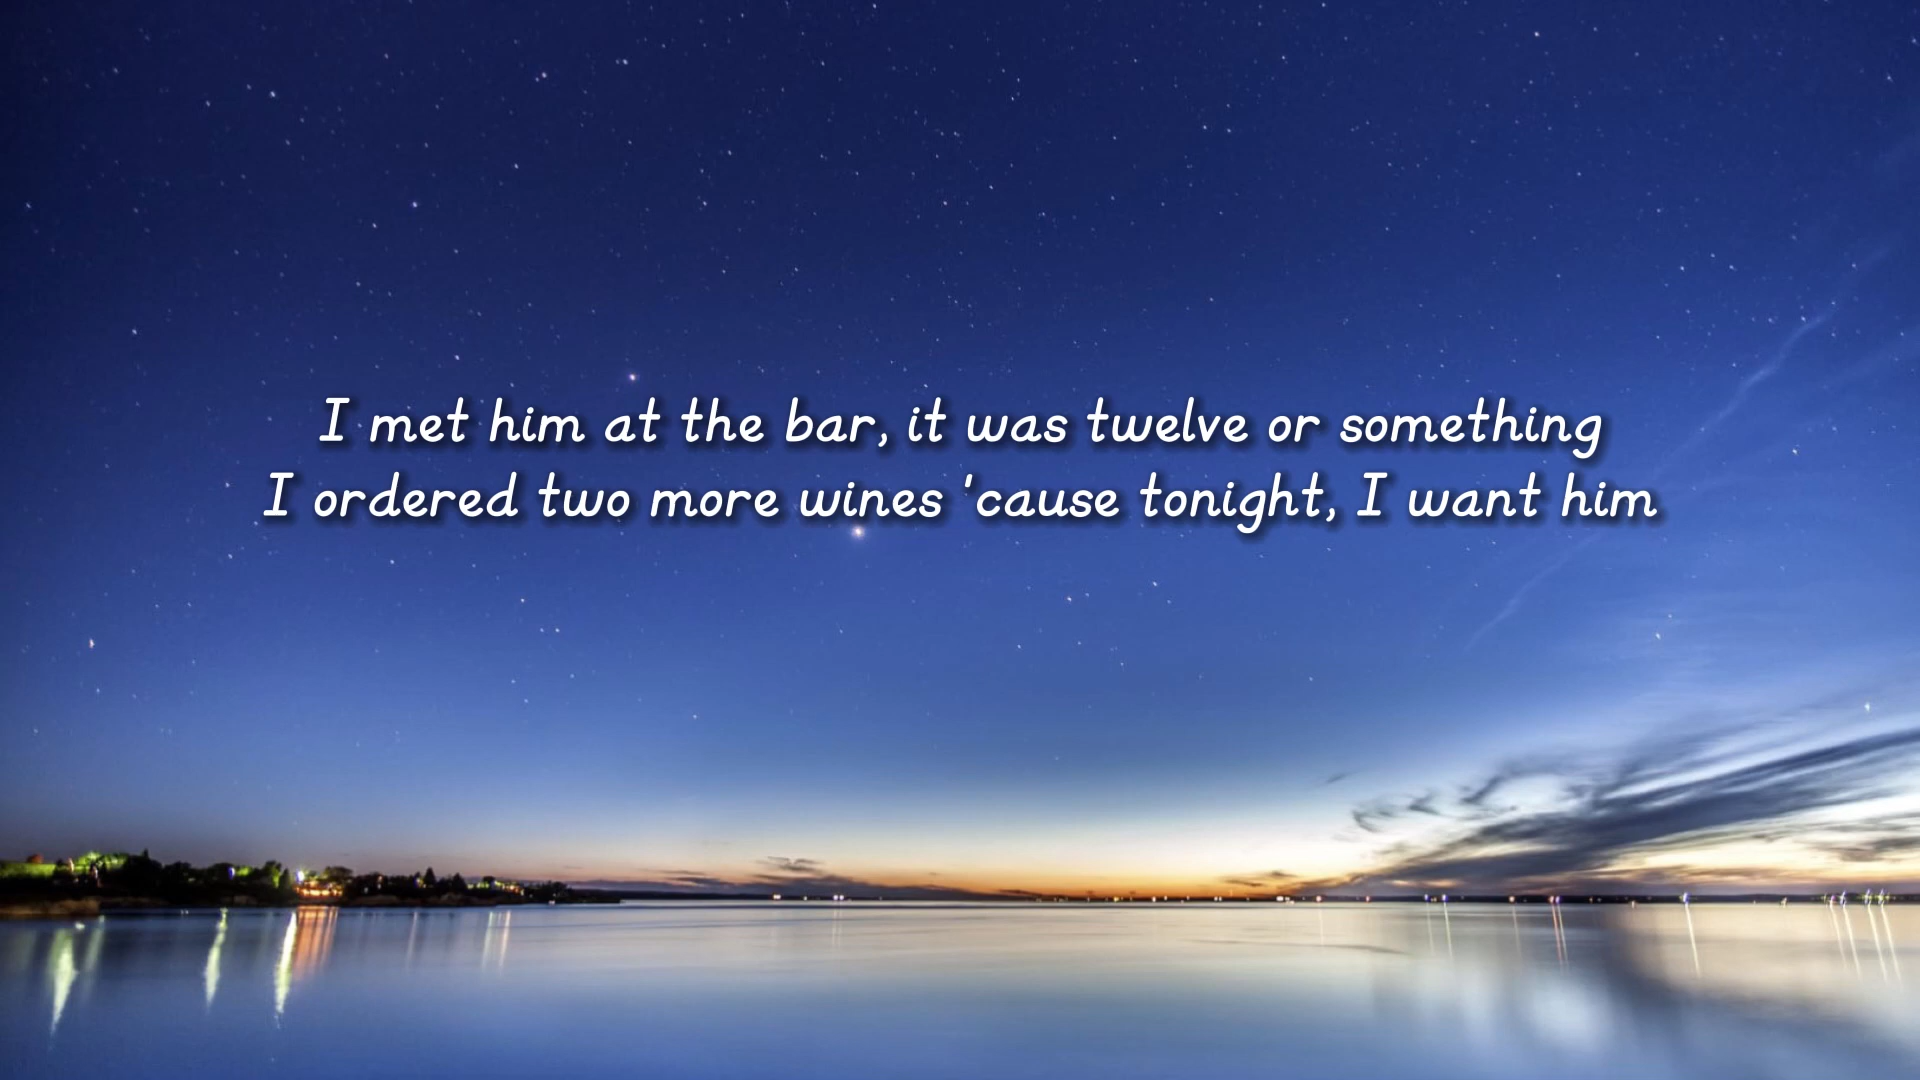 I met him at the bar, it was twelve or something
I ordered two more wines 'cause tonight, I want him